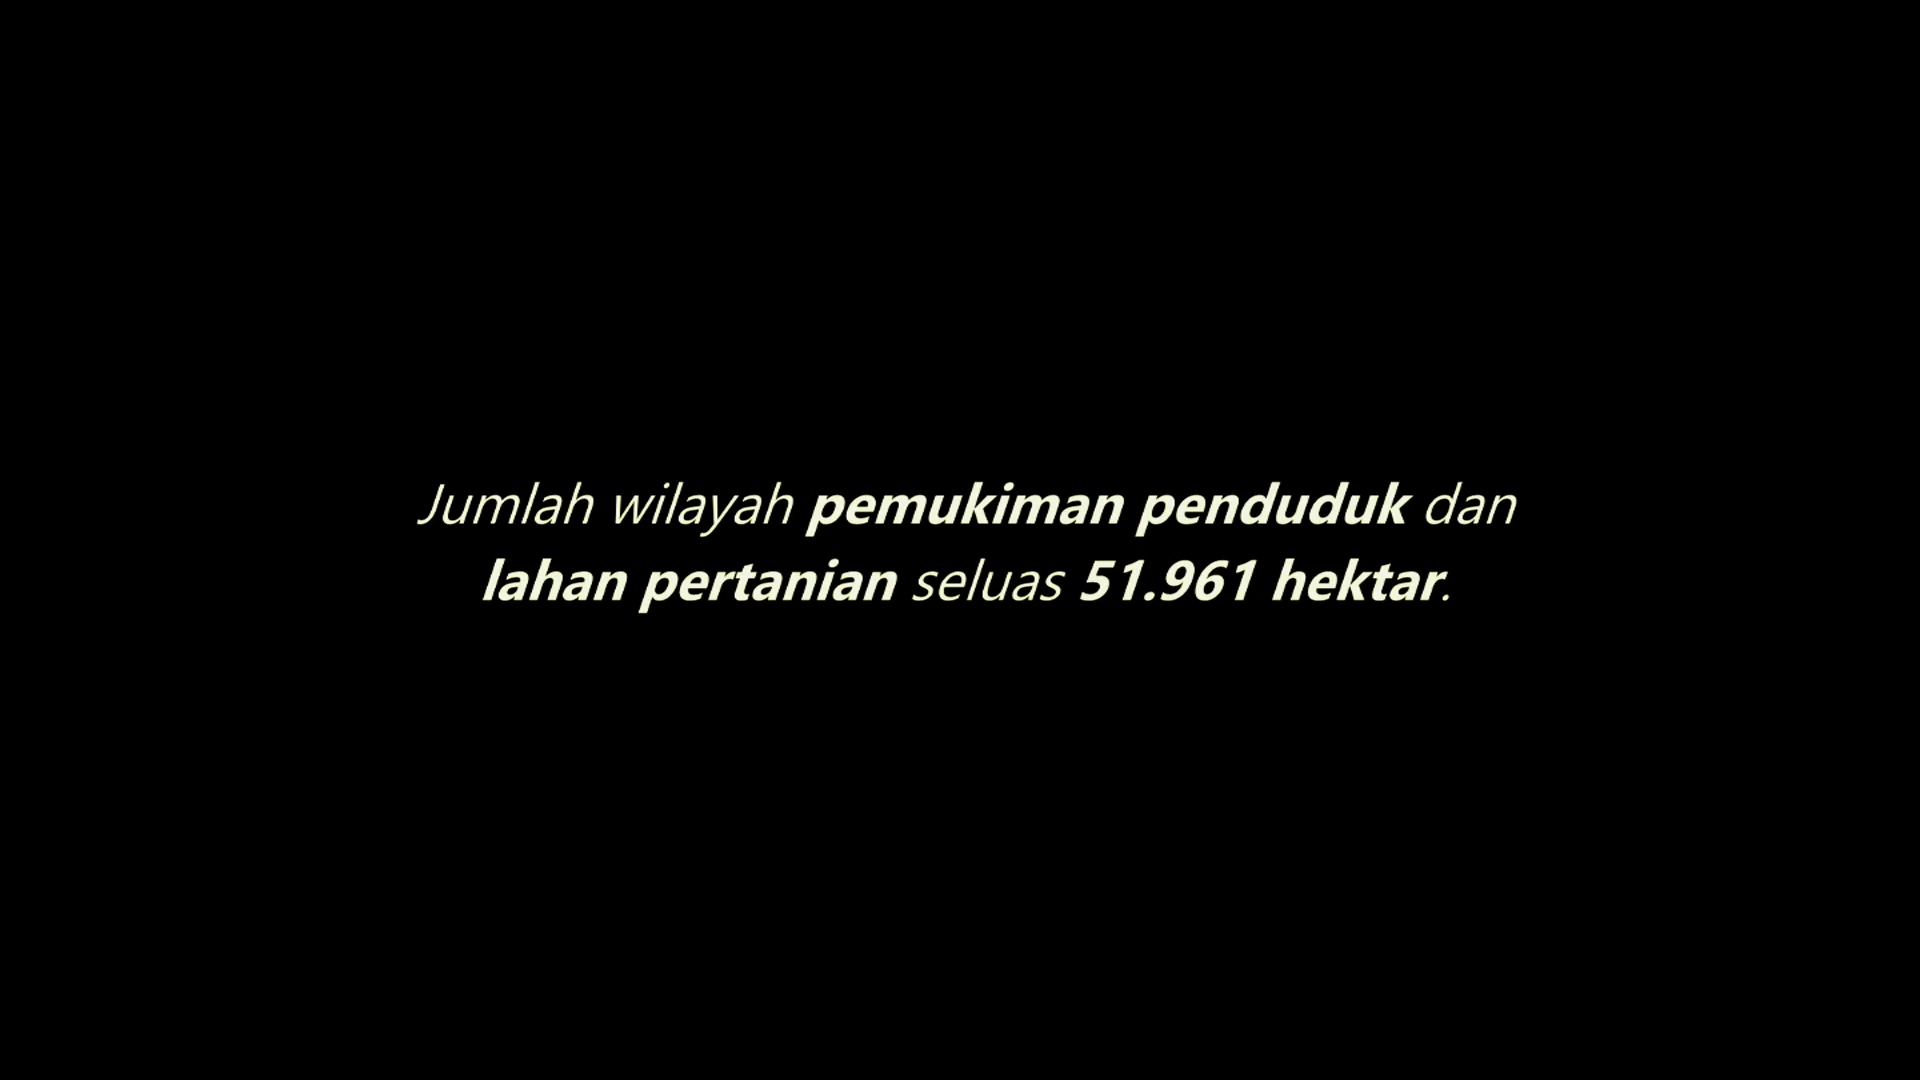 Jumlah wilayah pemukiman penduduk dan
lahan pertanian seluas 51.961 hektar.